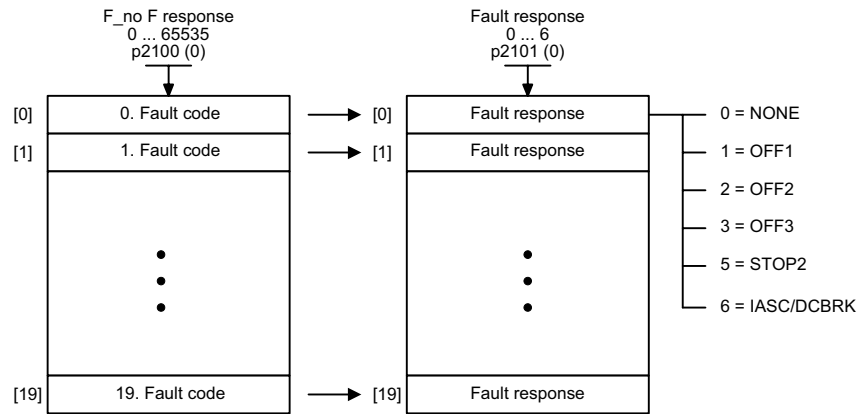 F_no F response
0 ... 65535
p2100 (0)
Fault response
0 ... 6
p2101 (0)
[0] 0. Fault code [0] Fault response 0 = NONE
[1] 1. Fault code [1] Fault response 1 = OFF1
2 = OFF2
3 = OFF3
5 = STOP2
6 = IASC/DCBRK
[19] 19. Fault code [19] Fault response